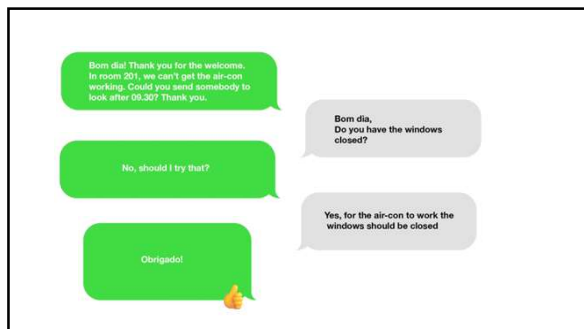 Bom dia! Thank you for the welcome.
In room 201, we can't get the air-con
working. Could you send somebody to
look after 09.30? Thank you.
Bom dia,
Do you have the windows
closed?
No, should I try that?
Yes, for the air-con to work the
windows should be closed
Obrigado!